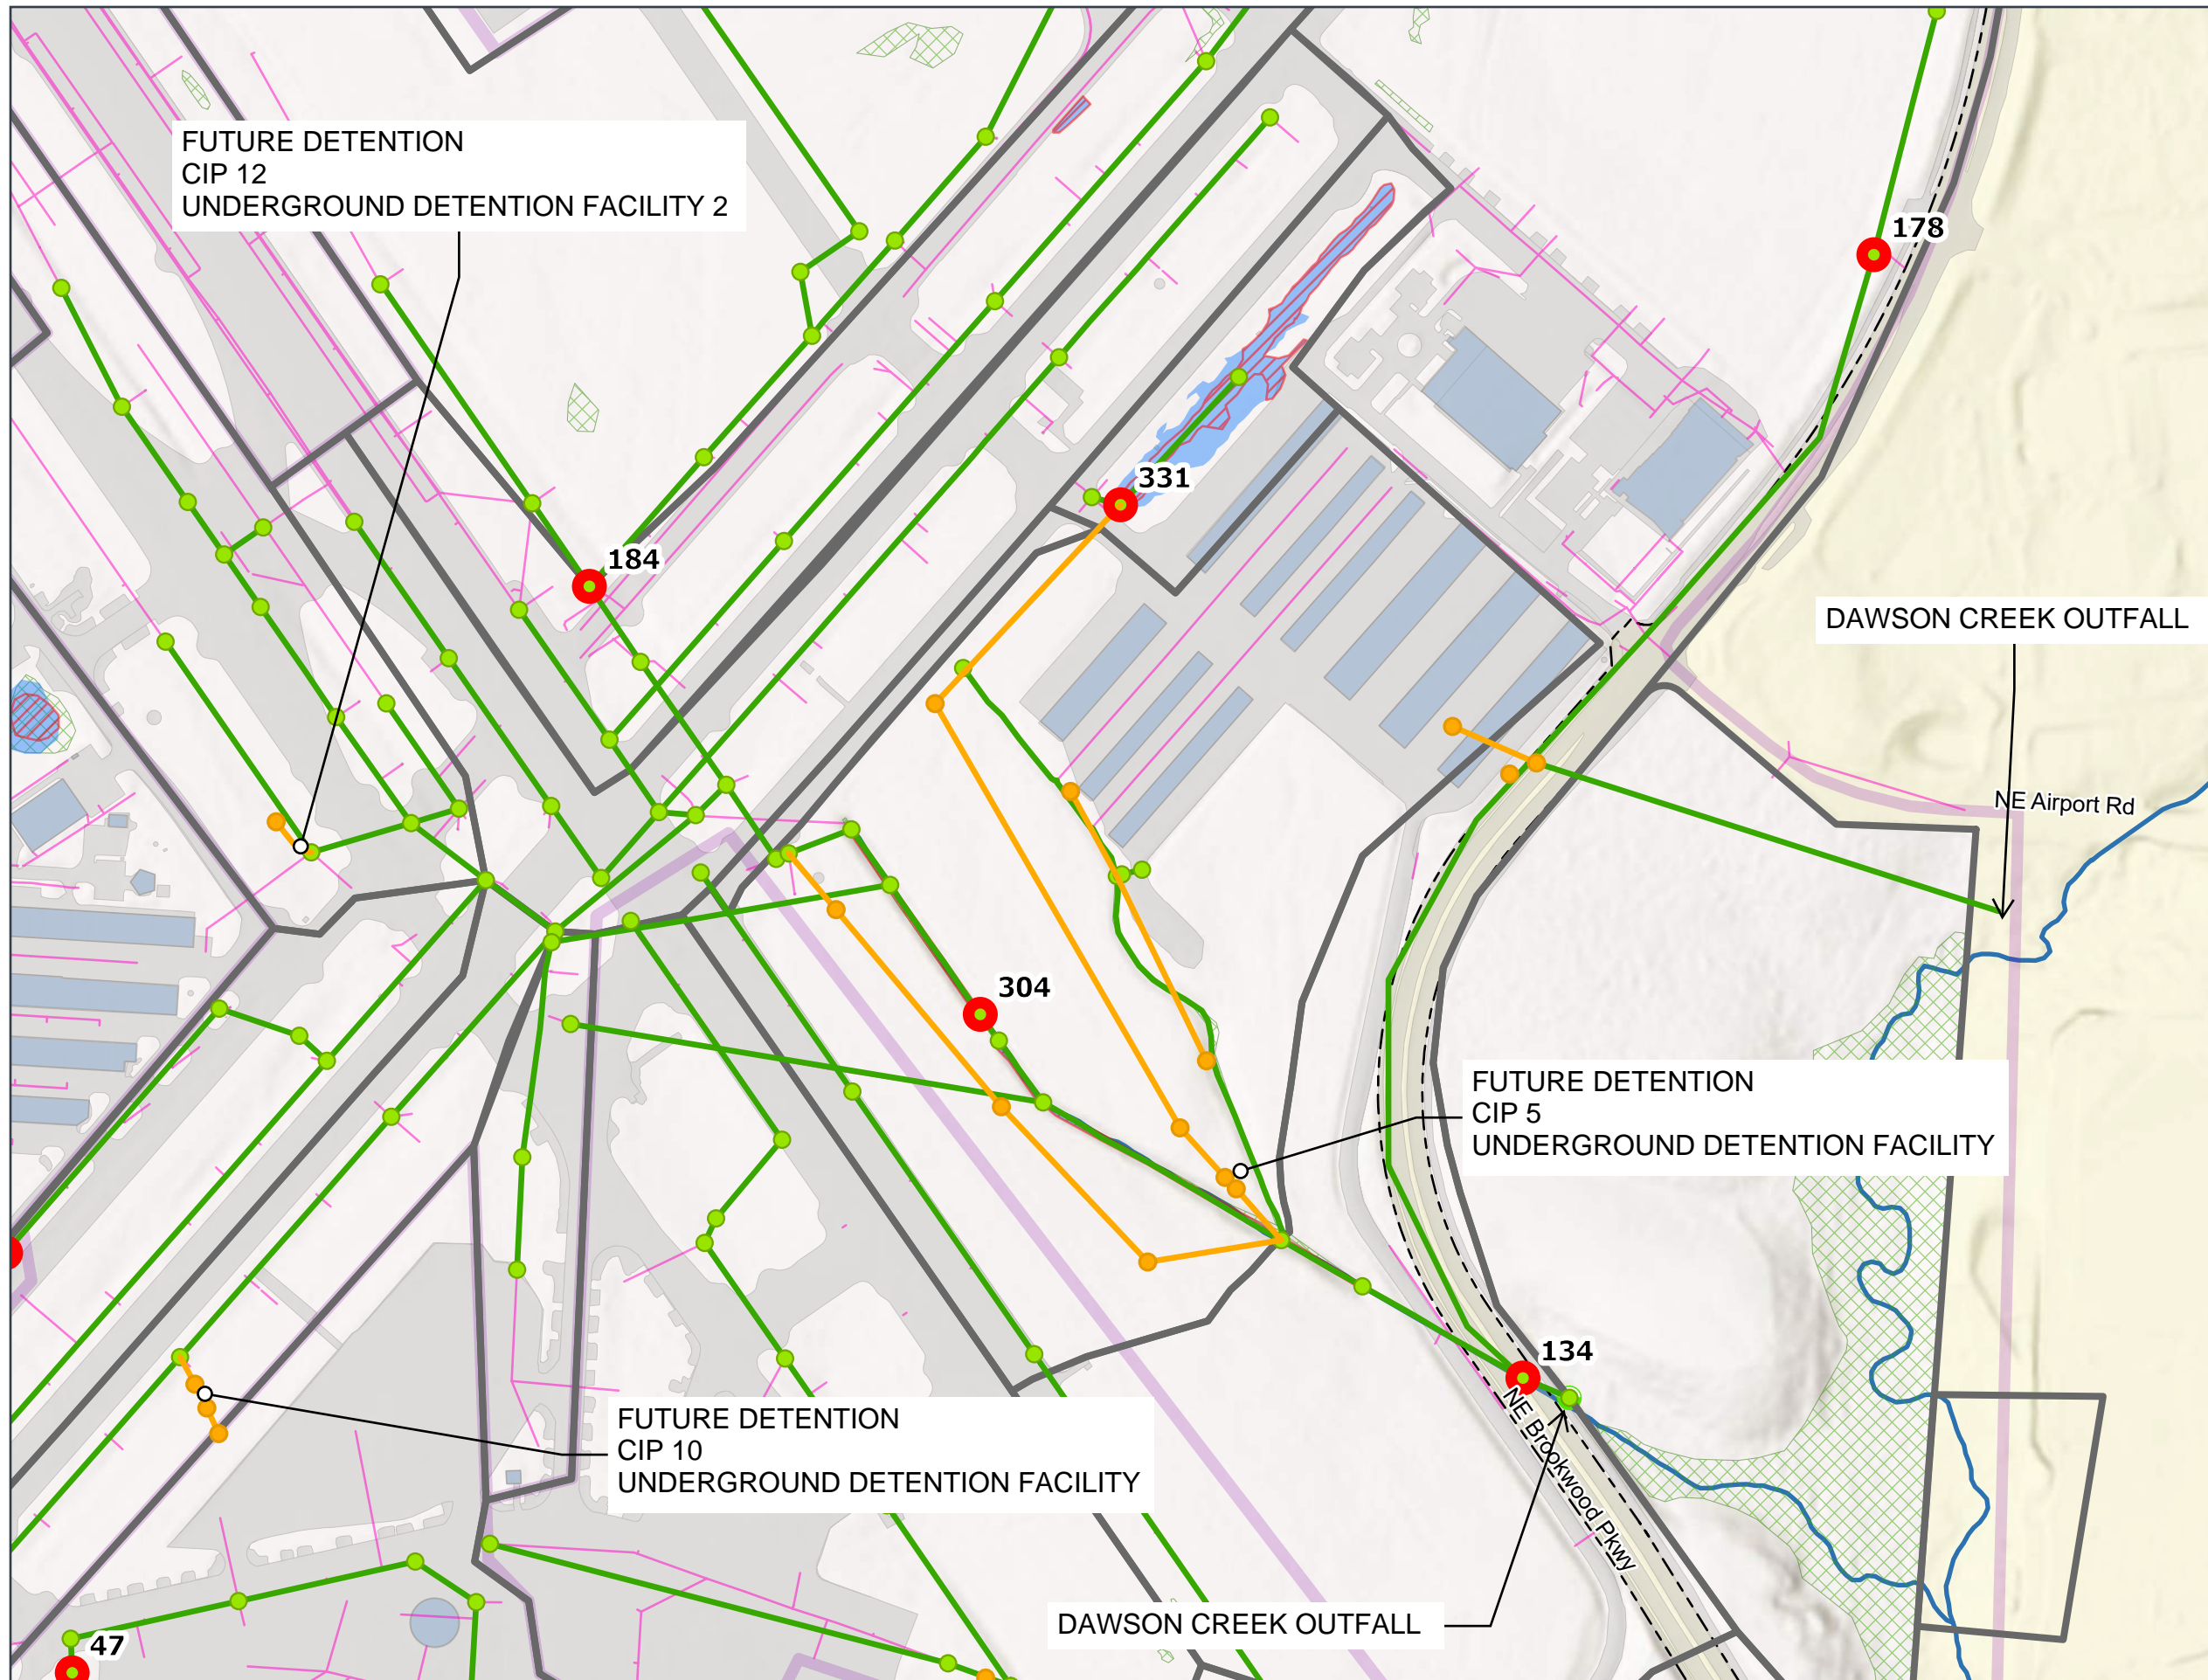 FUTURE DETENTION
CIP 12
UNDERGROUND DETENTION FACILITY 2
178
331
184
DAWSON CREEK OUTFALL
NE Airport Rd
304
FUTURE DETENTION
CIP 5
UNDERGROUND DETENTION FACILITY
134
NE Brookwood Pkwy
FUTURE DETENTION
CIP 10
UNDERGROUND DETENTION FACILITY
DAWSON CREEK OUTFALL
47